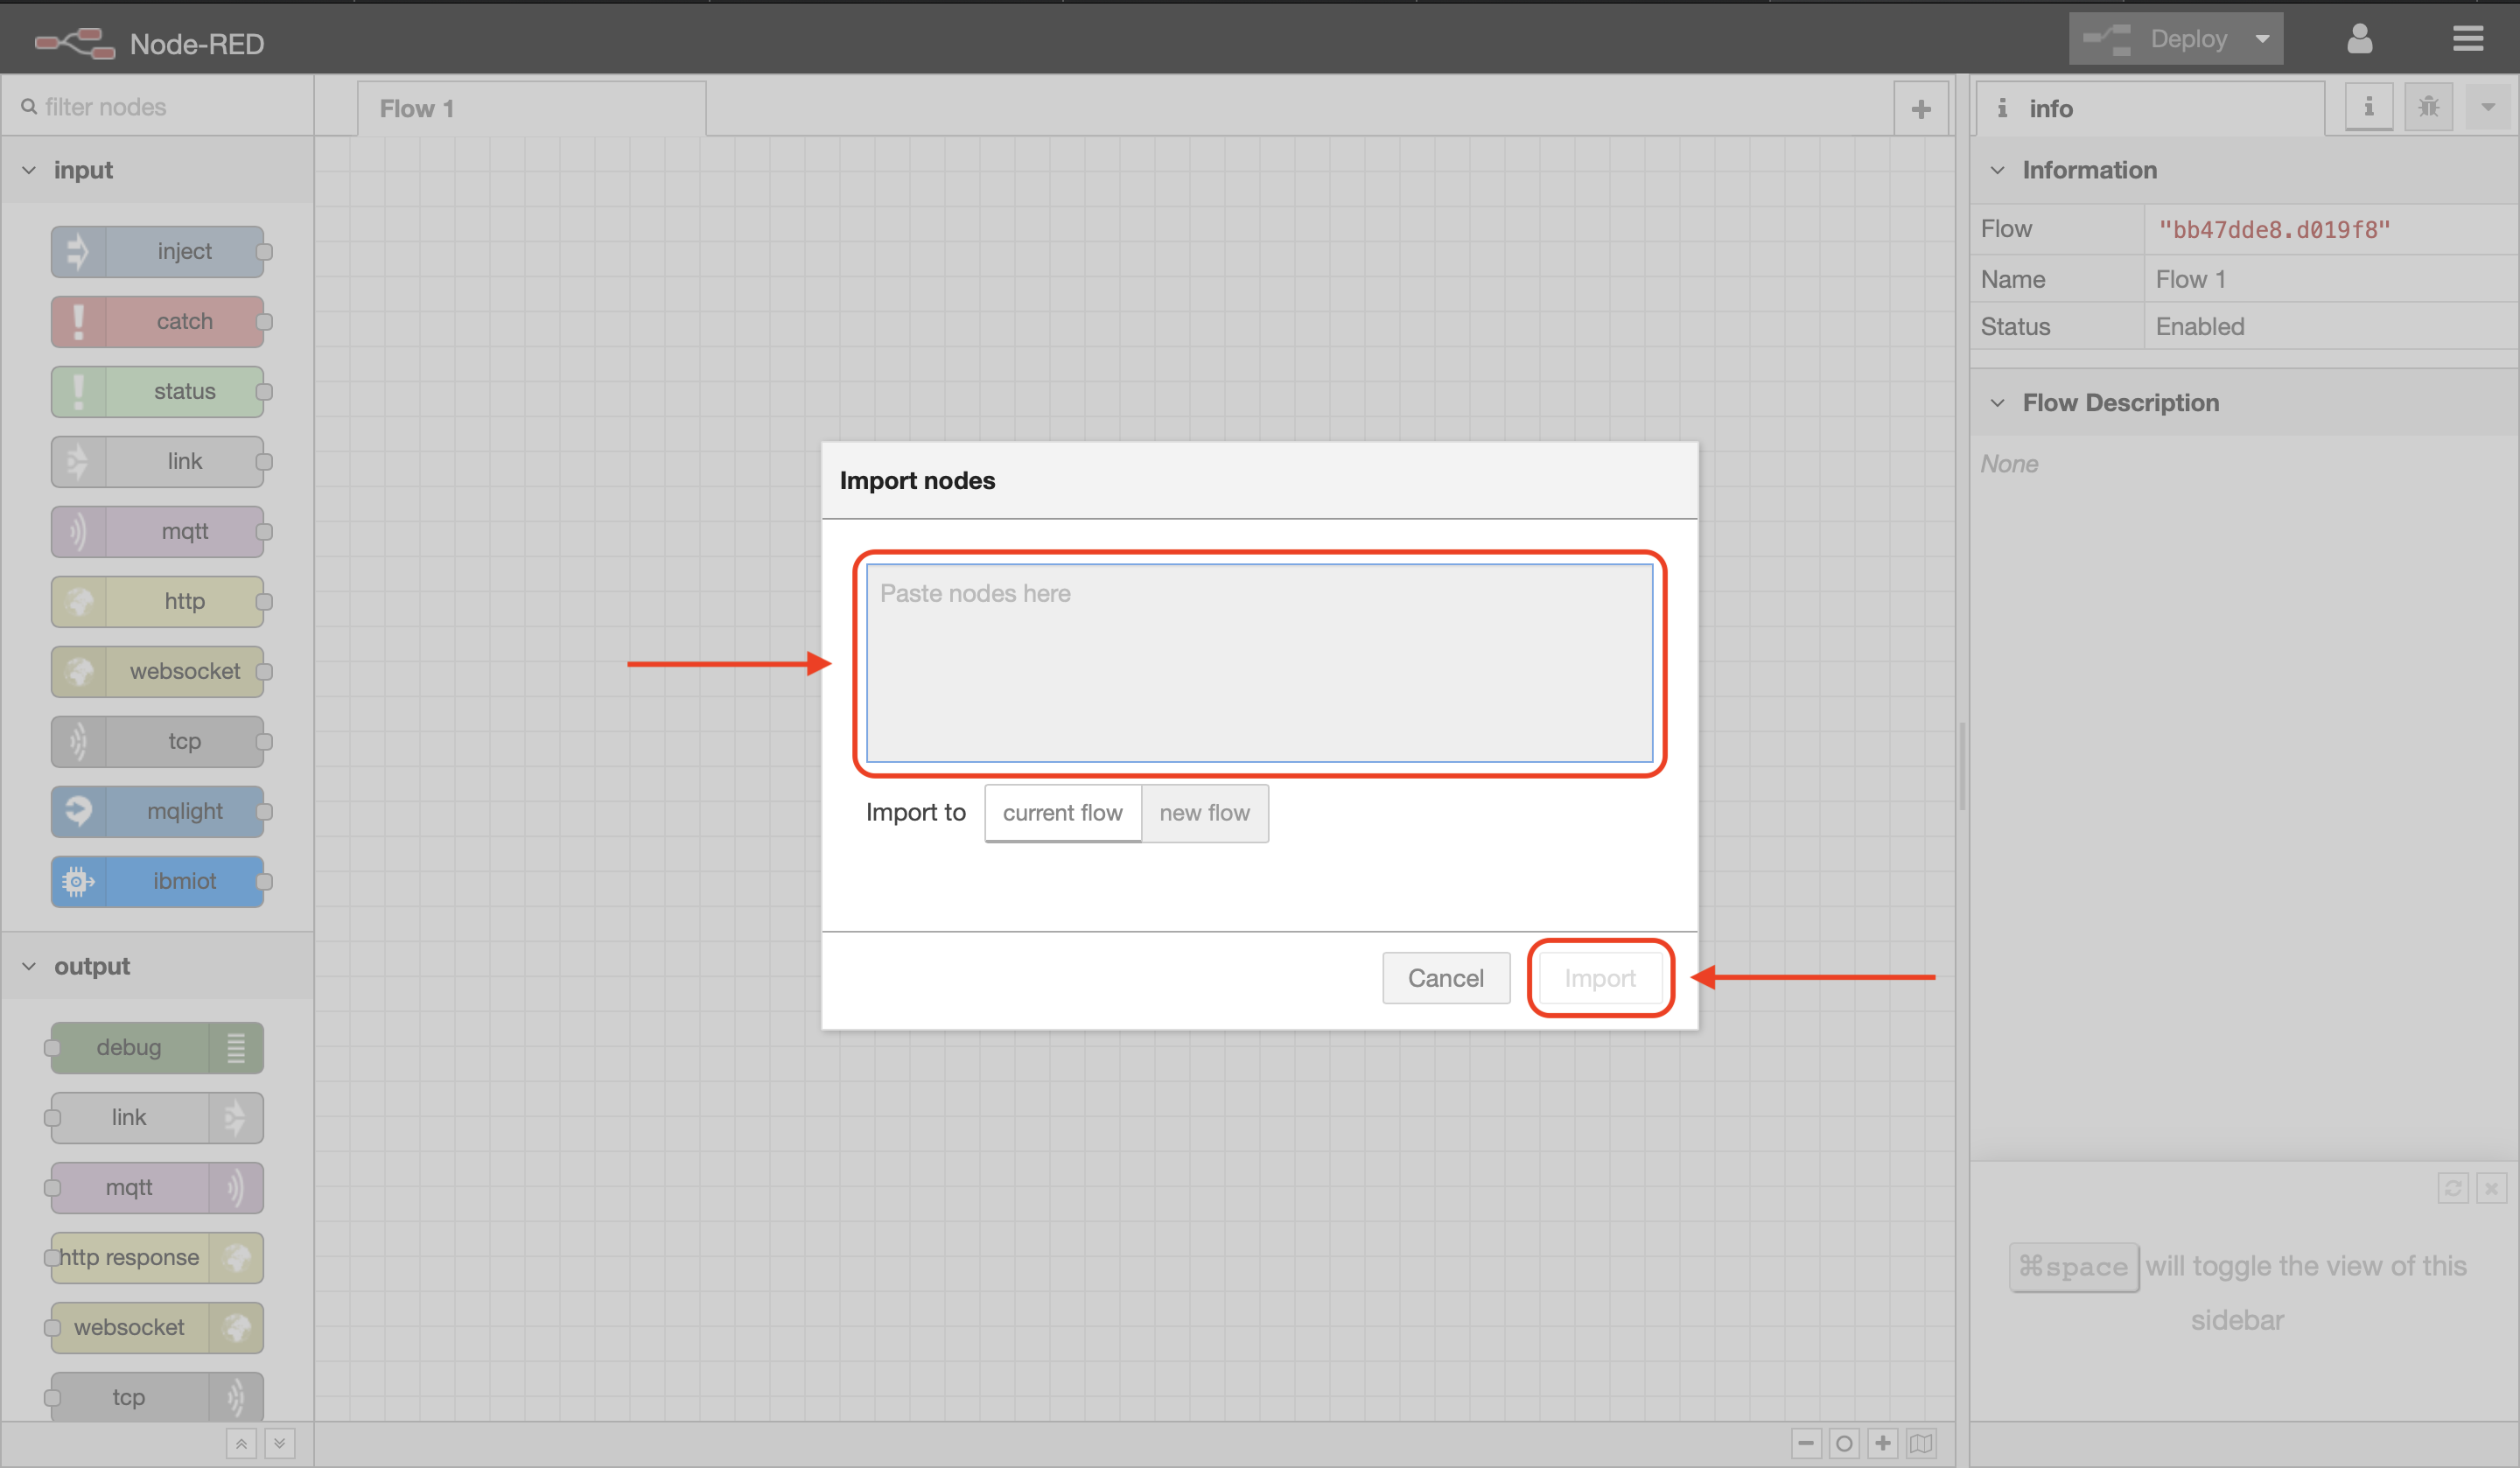 Node-RED
Deploy
filter nodes
Flow 1
info
input
Information
inject
Flow
"bb47dde8.d019f8"
catch
Name
Flow 1
Status
Enabled
status
Flow Description
link
None
Import nodes
mqtt
Paste nodes here
http
websocket
tcp
mqlight
Import to
current flow
new flow
ibmiot
output
Cancel
Import
debug
link
mqtt
http response
⌘space will toggle the view of this
sidebar
websocket
tcp